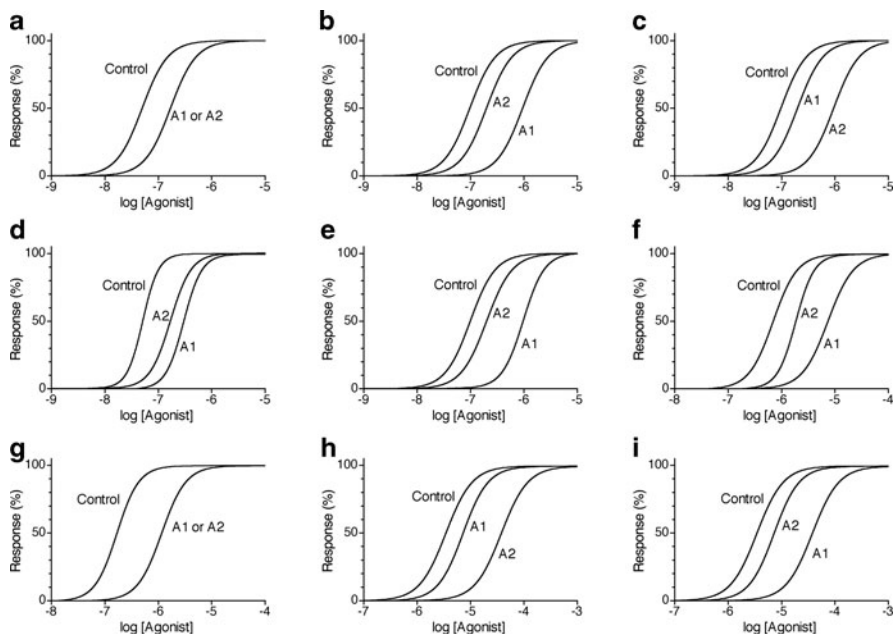 a
Response (%)
100
50
0
Control
A1 or A2
-9 -8 -7 -6 -5
log [Agonist]
b
Response (%)
100
50
0
Control
A2
A1
-9 -8 -7 -6 -5
log [Agonist]
c
Response (%)
100
50
0
Control
A1
A2
-9 -8 -7 -6 -5 -4
log [Agonist]
d
Response (%)
100
50
0
Control
A2
A1
-9 -8 -7 -6 -5
log [Agonist]
e
Response (%)
100
50
0
Control
A2
A1
-9 -8 -7 -6 -5
log [Agonist]
f
Response (%)
100
50
0
Control
A2
A1
-8 -7 -6 -5 -4
log [Agonist]
g
Response (%)
100
50
0
Control
A1 or A2
-8 -7 -6 -5 -4
log [Agonist]
h
Response (%)
100
50
0
Control
A1
A2
-7 -6 -5 -4 -3
log [Agonist]
i
Response (%)
100
50
0
Control
A2
A1
-7 -6 -5 -4 -3
log [Agonist]